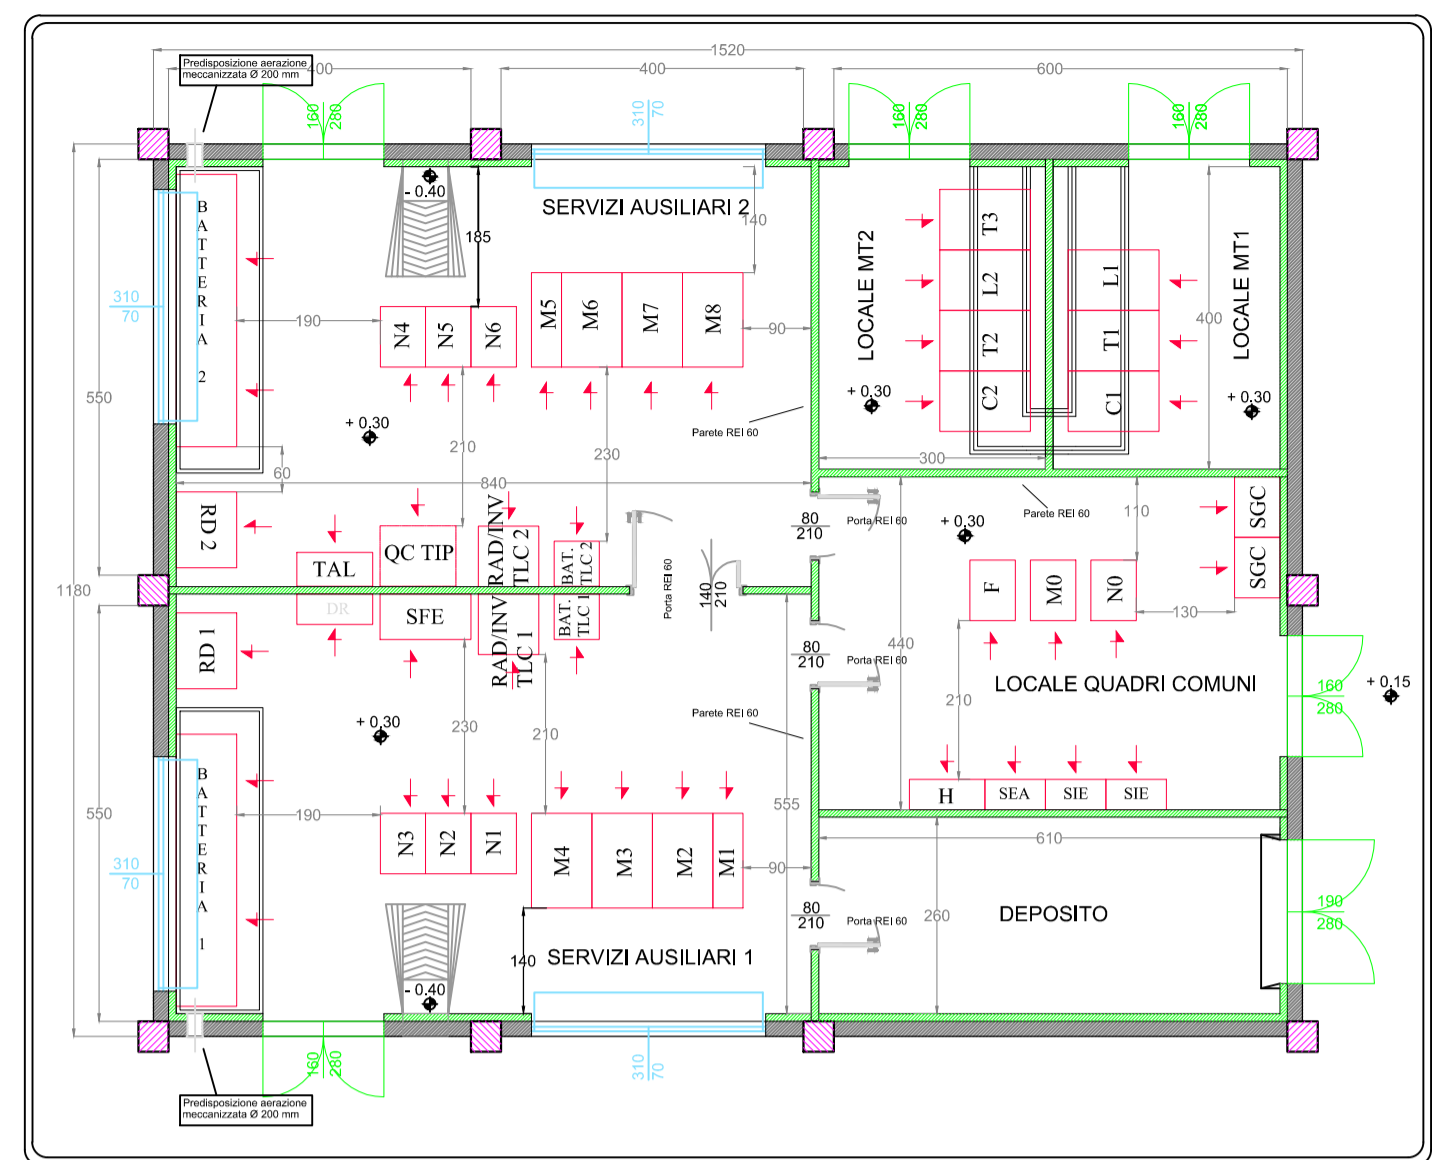 1520
Predisposizione aerazione
meccanizzata Ø 200 mm
400
400
600
160
280
310
70
160
280
160
280
- 0.40
SERVIZI AUSILIARI 2
140
185
BATTERIA 2
310
70
190
N4
N5
N6
M5
M6
M7
M8
90
LOCALE MT2
T3
L2
T2
C2
L1
T1
C1
LOCALE MT1
400
+ 0.30
+ 0.30
+ 0.30
550
Parete REI 60
210
230
60
840
300
RD 2
TAL
QC TIP
RAD/INV
TLC 2
BAT.
TLC 2
80
210
Porta REI 60
Parete REI 60
+ 0.30
110
SGC
SGC
1180
DR
SFE
RAD/INV
TLC 1
BAT.
TLC 1
Porta REI 60
140
210
F
M0
N0
130
RD 1
80
210
Porta REI 60
440
LOCALE QUADRI COMUNI
160
280
+ 0.15
+ 0.30
230
210
Parete REI 60
210
H
SEA
SIE
SIE
BATTERIA 1
550
190
310
70
N3
N2
N1
M4
M3
M2
M1
90
555
610
80
210
Porta REI 60
260
DEPOSITO
190
280
140
SERVIZI AUSILIARI 1
- 0.40
160
280
310
70
Predisposizione aerazione
meccanizzata Ø 200 mm